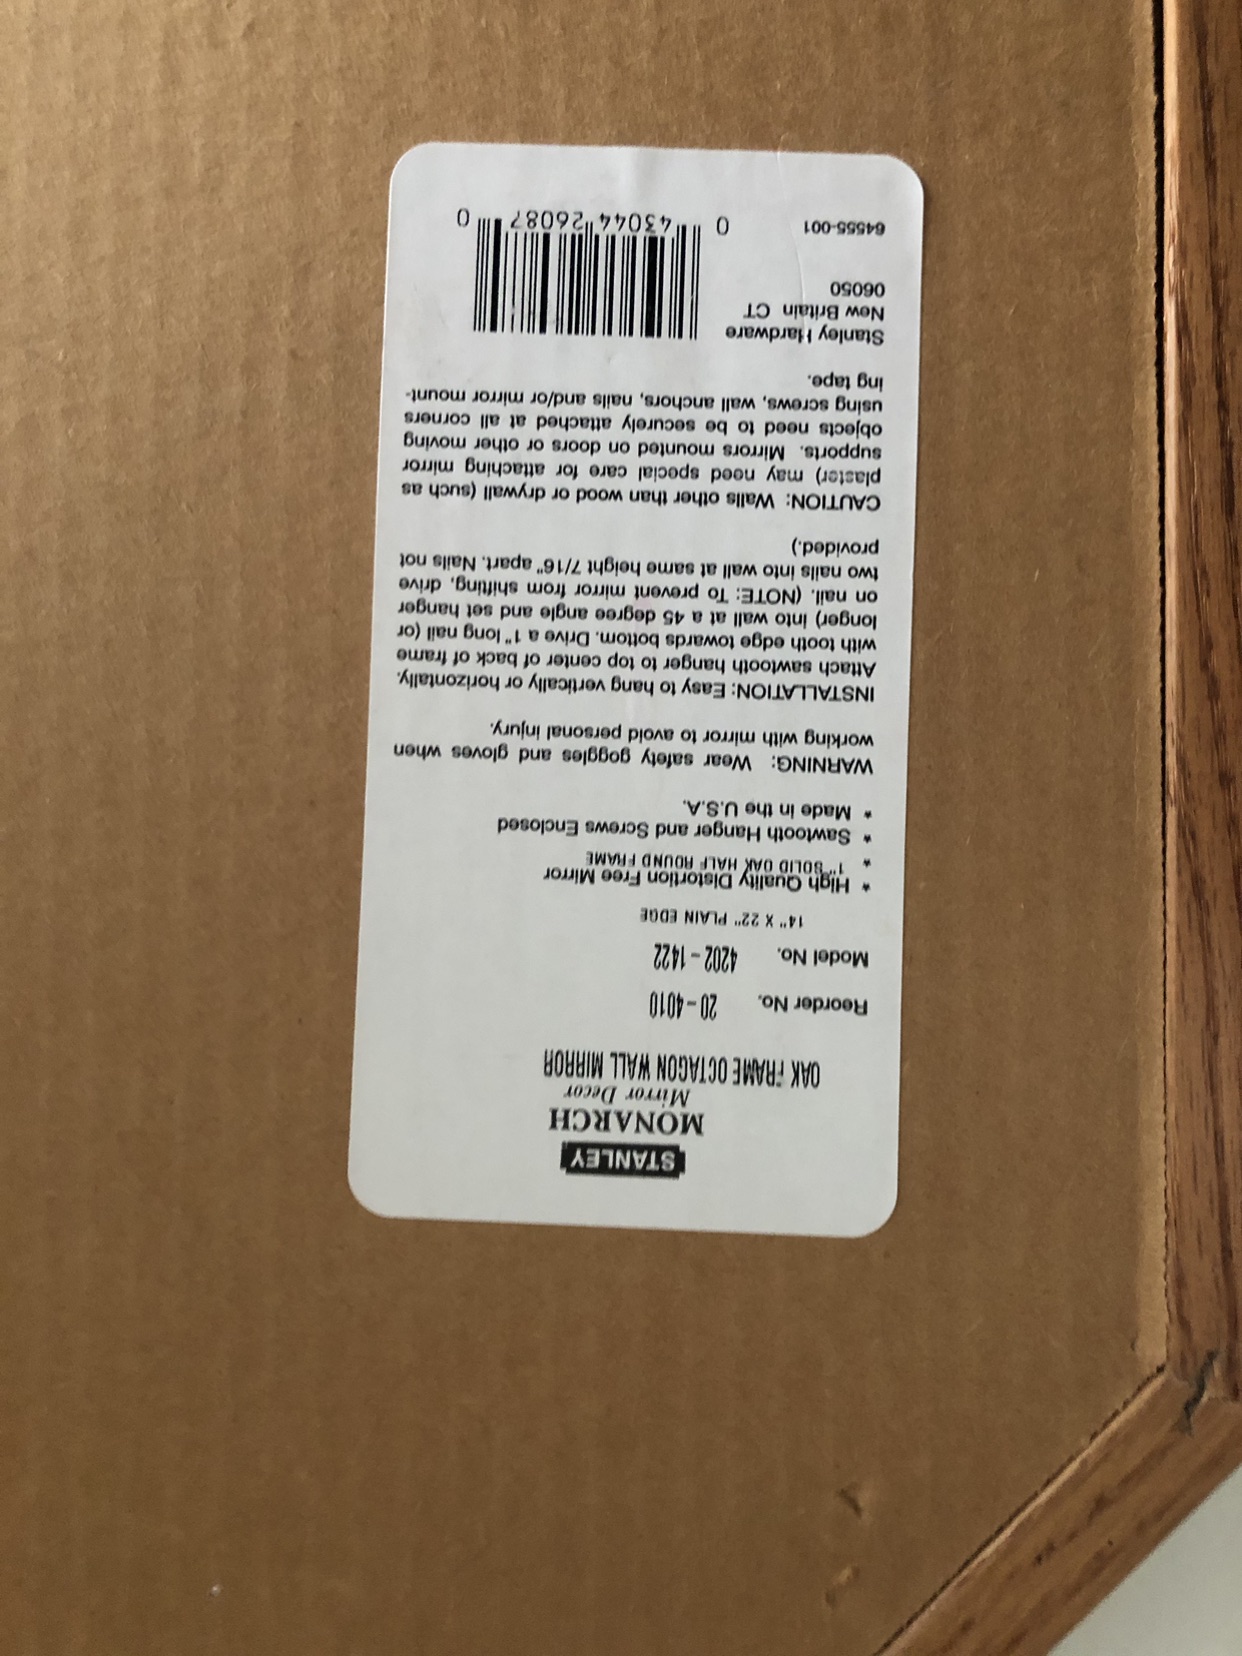 STANLEY
MONARCH
Mirror Decor
OAK FRAME OCTAGON WALL MIRROR
Reorder No. 20-4010
Model No. 4202-1422
14" X 22" PLAIN EDGE
* High Quality Distortion Free Mirror
* 1" SOLID OAK HALF ROUND FRAME
* Sawtooth Hanger and Screws Enclosed
* Made in the U.S.A.
WARNING: Wear safety goggles and gloves when
working with mirror to avoid personal injury.
INSTALLATION: Easy to hang vertically or horizontally.
Attach sawtooth hanger to top center of back of frame
with tooth edge towards bottom. Drive a 1" long nail (or
longer) into wall at a 45 degree angle and set hanger
on nail. (NOTE: To prevent mirror from shifting, drive
two nails into wall at same height 7/16" apart. Nails not
provided.)
CAUTION: Walls other than wood or drywall (such as
plaster) may need special care for attaching mirror
supports. Mirrors mounted on doors or other moving
objects need to be securely attached at all corners
using screws, wall anchors, nails and/or mirror mount-
ing tape.
Stanley Hardware
New Britain CT
06050
64555-001
0 43044 26087 0